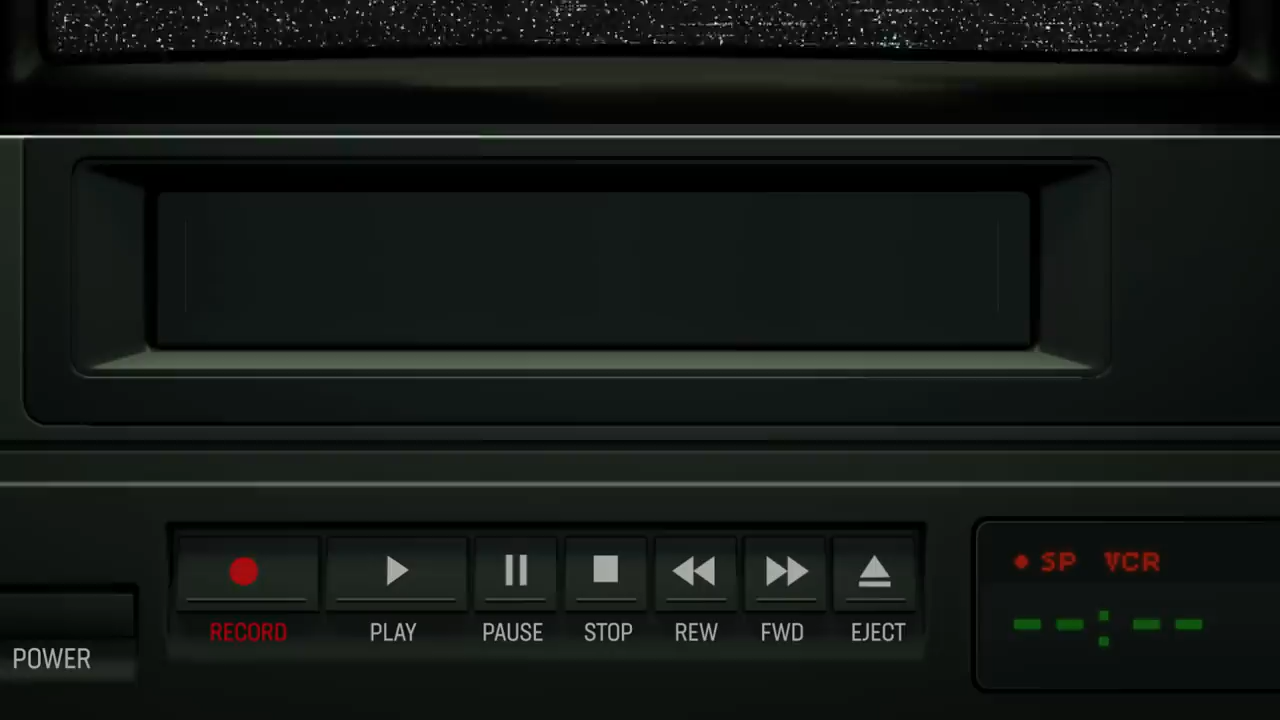 SP VCR
--:--
RECORD PLAY PAUSE STOP REW FWD EJECT
POWER